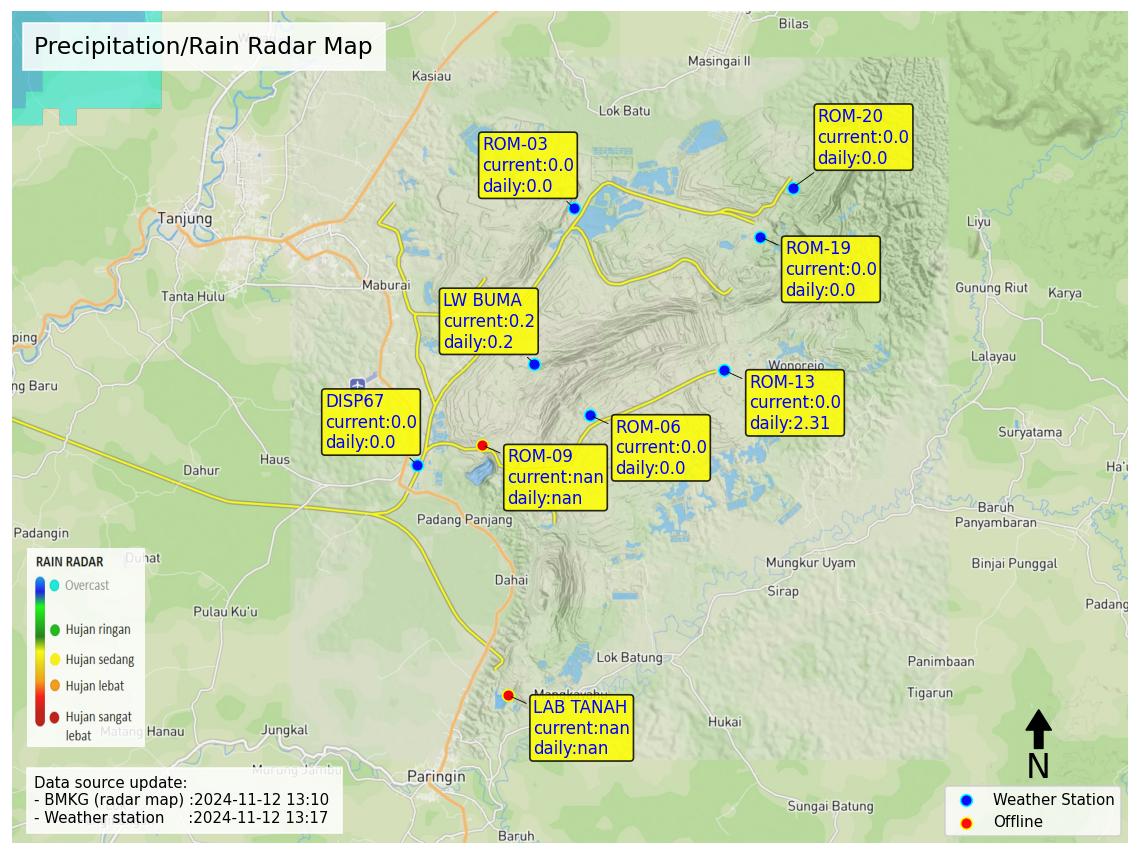 Precipitation/Rain Radar Map
Bilas
Masingai II
Kasiau
Lok Batu
ROM-20
current:0.0
daily:0.0
ROM-03
current:0.0
daily:0.0
Tanjung
Liyu
ROM-19
current:0.0
daily:0.0
Maburai
Tanta Hulu
Gunung Riut
Karya
LW BUMA
current:0.2
daily:0.2
ping
Lalayau
Wonorejo
ng Baru
ROM-13
current:0.0
daily:2.31
DISP67
current:0.0
daily:0.0
ROM-06
current:0.0
daily:0.0
Suryatama
ROM-09
current:nan
daily:nan
Haus
Dahur
Ha'u
Baruh
Panyambaran
Padang Panjang
Padangin
Duhat
Mungkur Uyam
Binjai Punggal
Dahai
Sirap
Padang
RAIN RADAR
Overcast
Hujan ringan
Hujan sedang
Hujan lebat
Hujan sangat
lebat
Pulau Ku'u
Lok Batung
Panimbaan
Tigarun
LAB TANAH
current:nan
daily:nan
Hukai
Matang Hanau
Jungkal
N
Paringin
Data source update:
- BMKG (radar map) :2024-11-12 13:10
- Weather station :2024-11-12 13:17
Sungai Batung
Baruh
Weather Station
Offline